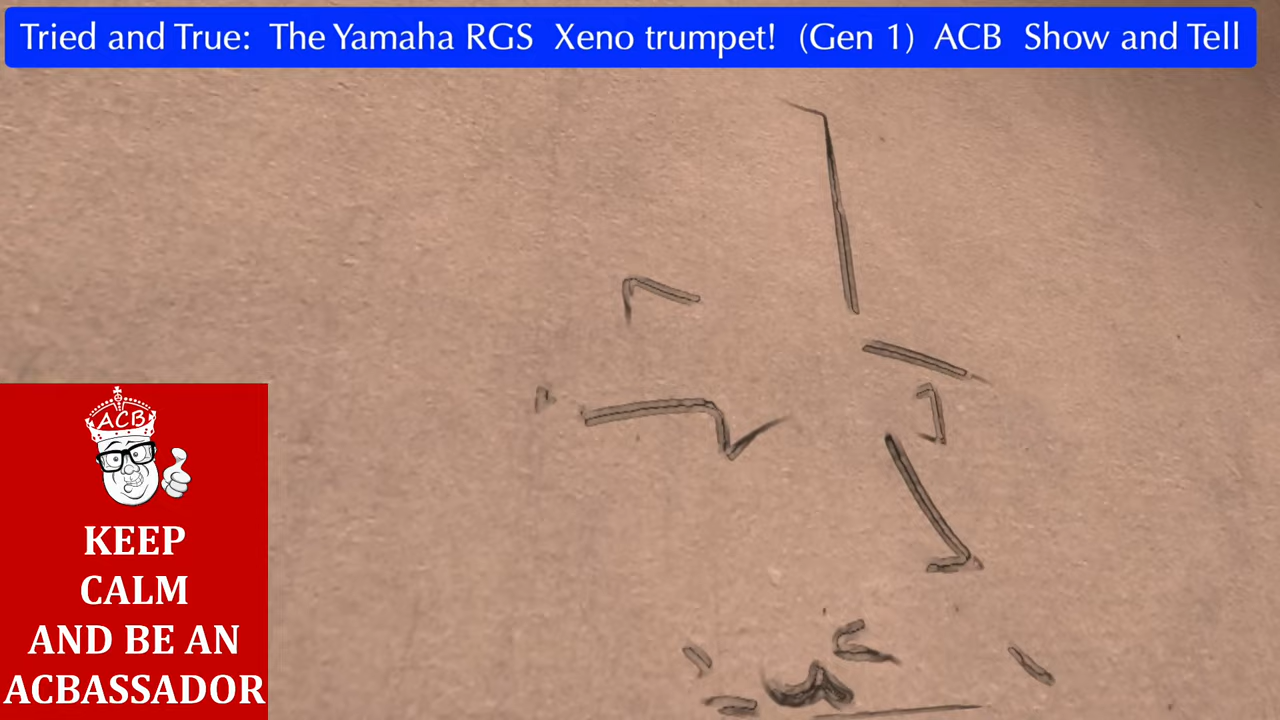 Tried and True: The Yamaha RGS Xeno trumpet! (Gen 1) ACB Show and Tell
ACB
KEEP
CALM
AND BE AN
ACBASSADOR